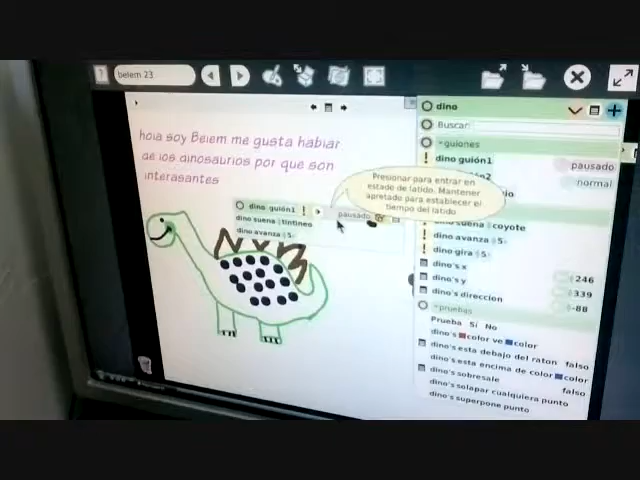 belem 23
dino
Buscar:
guiones
dino guión1
pausado
normal
hola soy Belem me gusta hablar
de los dinosaurios por que son
interasantes
Presionar para entrar en
estado de latido. Mantener
apretado para establecer el
tiempo del latido
dino guión1
pausado
dino suena tintineo
dino avanza 5
dino suena coyote
dino avanza 5
dino gira 5
dino's x
246
dino's y
339
dino's direccion
-88
pruebas
Prueba Sí No
dino's color ve color
dino's esta debajo del raton falso
dino's esta encima de color color
dino's sobresale falso
dino's solapar cualquiera punto
dino's superpone punto